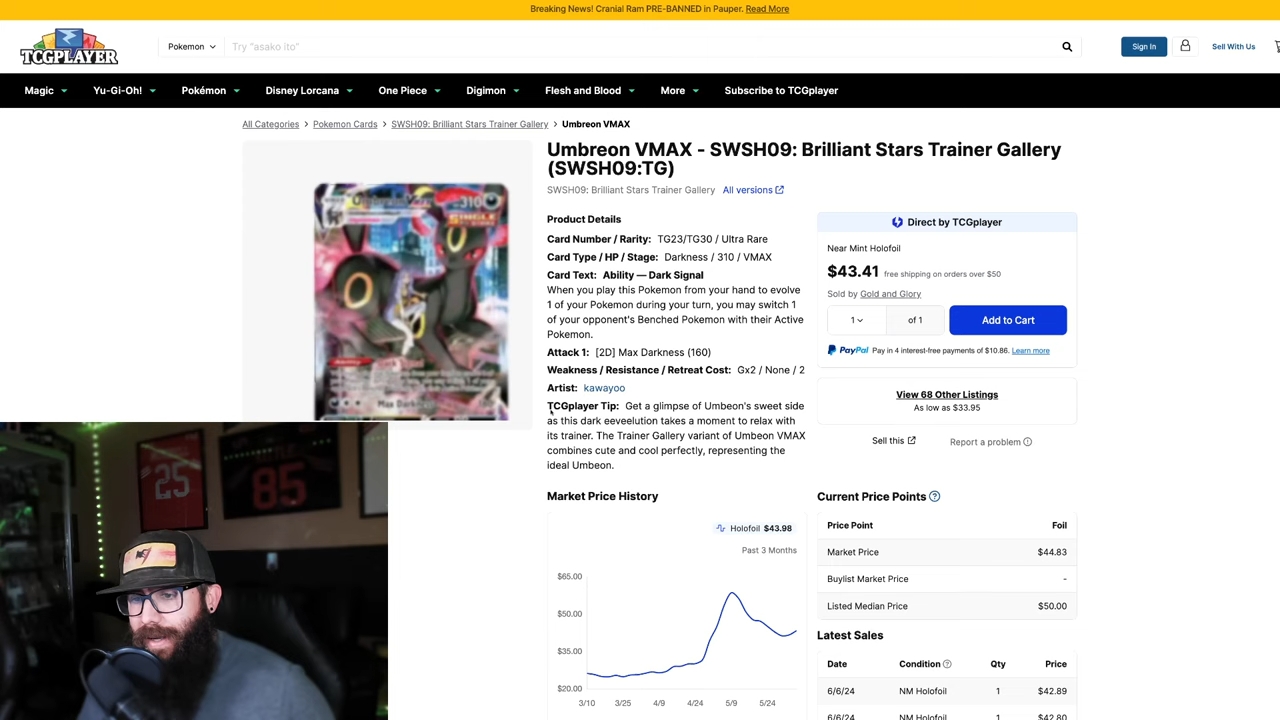 Breaking News! Cranial Ram PRE-BANNED in Pauper. Read More
TCGPLAYER
Pokemon
Try "asako ito"
Sign In
Sell With Us
Magic
Yu-Gi-Oh!
Pokémon
Disney Lorcana
One Piece
Digimon
Flesh and Blood
More
Subscribe to TCGplayer
All Categories > Pokemon Cards > SWSH09: Brilliant Stars Trainer Gallery > Umbreon VMAX
Umbreon VMAX - SWSH09: Brilliant Stars Trainer Gallery
(SWSH09:TG)
SWSH09: Brilliant Stars Trainer Gallery All versions
310
Product Details
Card Number / Rarity: TG23/TG30 / Ultra Rare
Card Type / HP / Stage: Darkness / 310 / VMAX
Card Text: Ability — Dark Signal
When you play this Pokemon from your hand to evolve
1 of your Pokemon during your turn, you may switch 1
of your opponent's Benched Pokemon with their Active
Pokemon.
Attack 1: [2D] Max Darkness (160)
Weakness / Resistance / Retreat Cost: Gx2 / None / 2
Artist: kawayoo
TCGplayer Tip: Get a glimpse of Umbeon's sweet side
as this dark eeveelution takes a moment to relax with
its trainer. The Trainer Gallery variant of Umbeon VMAX
combines cute and cool perfectly, representing the
ideal Umbeon.
Direct by TCGplayer
Near Mint Holofoil
$43.41 free shipping on orders over $50
Sold by Gold and Glory
1 of 1 Add to Cart
PayPal Pay in 4 interest-free payments of $10.86. Learn more
View 68 Other Listings
As low as $33.95
Sell this Report a problem
Market Price History
Holofoil $43.98
Past 3 Months
$65.00
$50.00
$35.00
$20.00
3/10 3/25 4/9 4/24 5/9 5/24
Current Price Points
Price Point Foil
Market Price $44.83
Buylist Market Price -
Listed Median Price $50.00
Latest Sales
Date Condition Qty Price
6/6/24 NM Holofoil 1 $42.89
6/6/24 NM Holofoil 1 $42.80
25
85